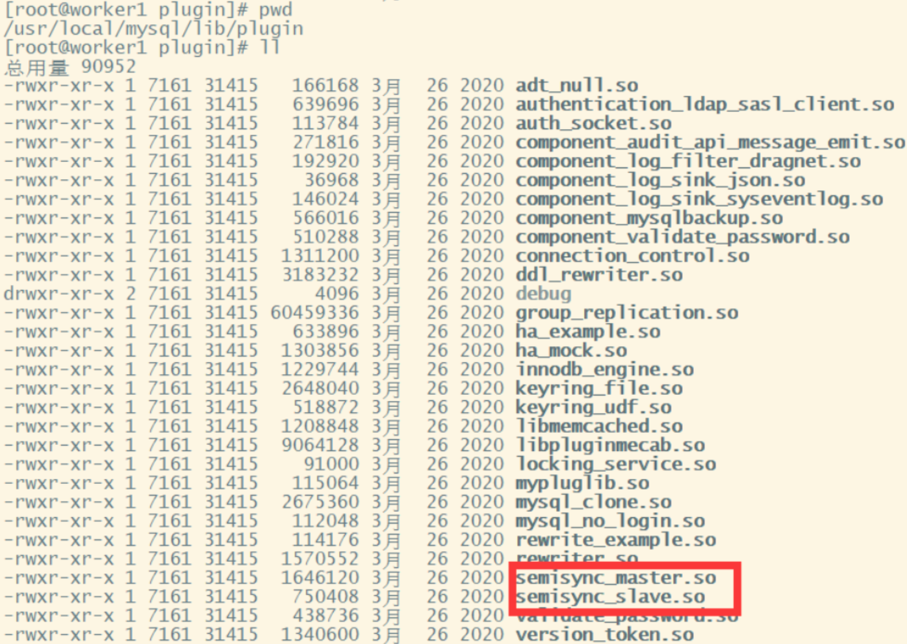 [root@worker1 plugin]# pwd
/usr/local/mysql/lib/plugin
[root@worker1 plugin]# ll
总用量 90952
-rwxr-xr-x 1 7161 31415   166168 3月  26 2020 adt_null.so
-rwxr-xr-x 1 7161 31415   639696 3月  26 2020 authentication_ldap_sasl_client.so
-rwxr-xr-x 1 7161 31415   113784 3月  26 2020 auth_socket.so
-rwxr-xr-x 1 7161 31415   271816 3月  26 2020 component_audit_api_message_emit.so
-rwxr-xr-x 1 7161 31415   192920 3月  26 2020 component_log_filter_dragnet.so
-rwxr-xr-x 1 7161 31415    36968 3月  26 2020 component_log_sink_json.so
-rwxr-xr-x 1 7161 31415   146024 3月  26 2020 component_log_sink_syseventlog.so
-rwxr-xr-x 1 7161 31415   566016 3月  26 2020 component_mysqlbackup.so
-rwxr-xr-x 1 7161 31415   510288 3月  26 2020 component_validate_password.so
-rwxr-xr-x 1 7161 31415  1311200 3月  26 2020 connection_control.so
-rwxr-xr-x 1 7161 31415  3183232 3月  26 2020 ddl_rewriter.so
drwxr-xr-x 2 7161 31415     4096 3月  26 2020 debug
-rwxr-xr-x 1 7161 31415 60459336 3月  26 2020 group_replication.so
-rwxr-xr-x 1 7161 31415   633896 3月  26 2020 ha_example.so
-rwxr-xr-x 1 7161 31415  1303856 3月  26 2020 ha_mock.so
-rwxr-xr-x 1 7161 31415  1229744 3月  26 2020 innodb_engine.so
-rwxr-xr-x 1 7161 31415  2648040 3月  26 2020 keyring_file.so
-rwxr-xr-x 1 7161 31415   518872 3月  26 2020 keyring_udf.so
-rwxr-xr-x 1 7161 31415  1208848 3月  26 2020 libmemcached.so
-rwxr-xr-x 1 7161 31415  9064128 3月  26 2020 libpluginmecab.so
-rwxr-xr-x 1 7161 31415    91000 3月  26 2020 locking_service.so
-rwxr-xr-x 1 7161 31415   115064 3月  26 2020 mypluglib.so
-rwxr-xr-x 1 7161 31415  2675360 3月  26 2020 mysql_clone.so
-rwxr-xr-x 1 7161 31415   112048 3月  26 2020 mysql_no_login.so
-rwxr-xr-x 1 7161 31415   114176 3月  26 2020 rewrite_example.so
-rwxr-xr-x 1 7161 31415  1570552 3月  26 2020 rewriter.so
-rwxr-xr-x 1 7161 31415  1646120 3月  26 2020 semisync_master.so
-rwxr-xr-x 1 7161 31415   750408 3月  26 2020 semisync_slave.so
-rwxr-xr-x 1 7161 31415   438736 3月  26 2020 validate_password.so
-rwxr-xr-x 1 7161 31415  1340600 3月  26 2020 version_token.so